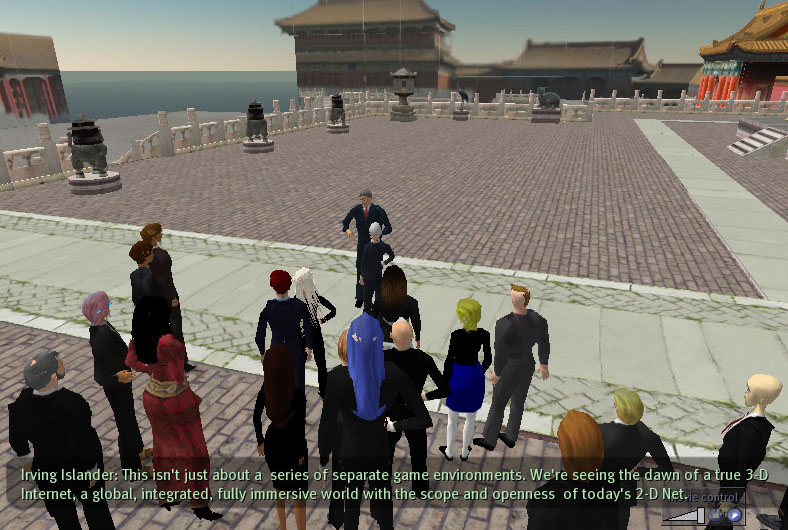 Irving Islander: This isn't just about a  series of separate game environments. We're seeing the dawn of a true 3-D
Internet, a global, integrated, fully immersive world with the scope and openness  of today's 2-D Net.
control